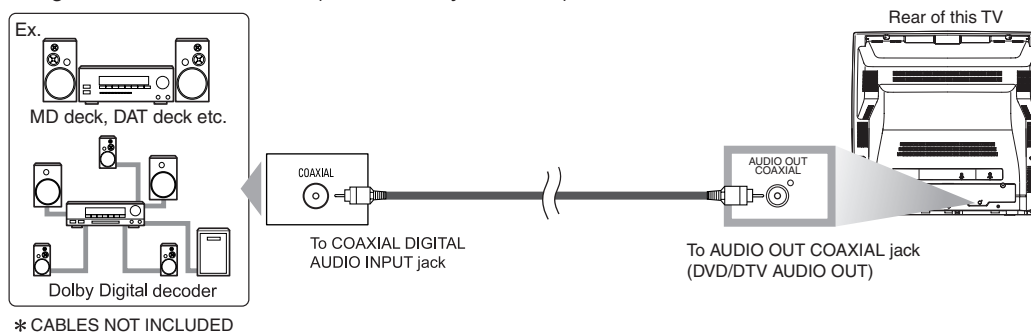 Ex.
MD deck, DAT deck etc.
Dolby Digital decoder
* CABLES NOT INCLUDED
COAXIAL
To COAXIAL DIGITAL
AUDIO INPUT jack
AUDIO OUT
COAXIAL
To AUDIO OUT COAXIAL jack
(DVD/DTV AUDIO OUT)
Rear of this TV